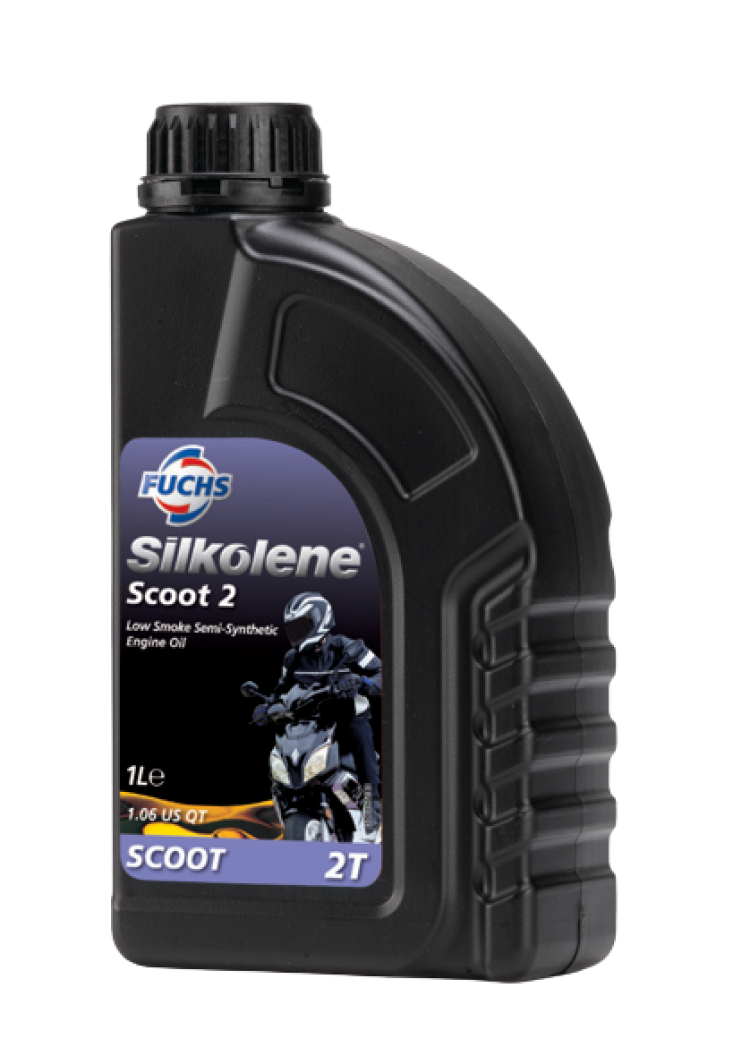 FUCHS
Silkolene®
Scoot 2
Low Smoke Semi-Synthetic
Engine Oil
1L℮
1.06 US QT
SCOOT 2T